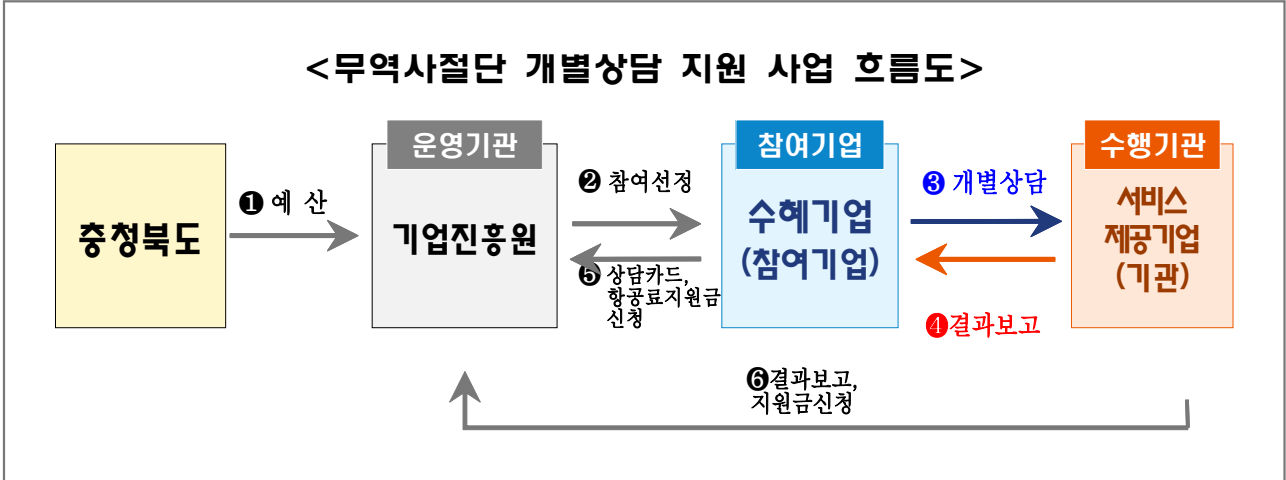 <무역사절단 개별상담 지원 사업 흐름도>
충청북도
❶ 예 산
운영기관
기업진흥원
❷ 참여선정
❺ 상담카드,
항공료지원금
신청
참여기업
수혜기업
(참여기업)
❸ 개별상담
❹결과보고
수행기관
서비스
제공기업
(기관)
❻결과보고,
지원금신청